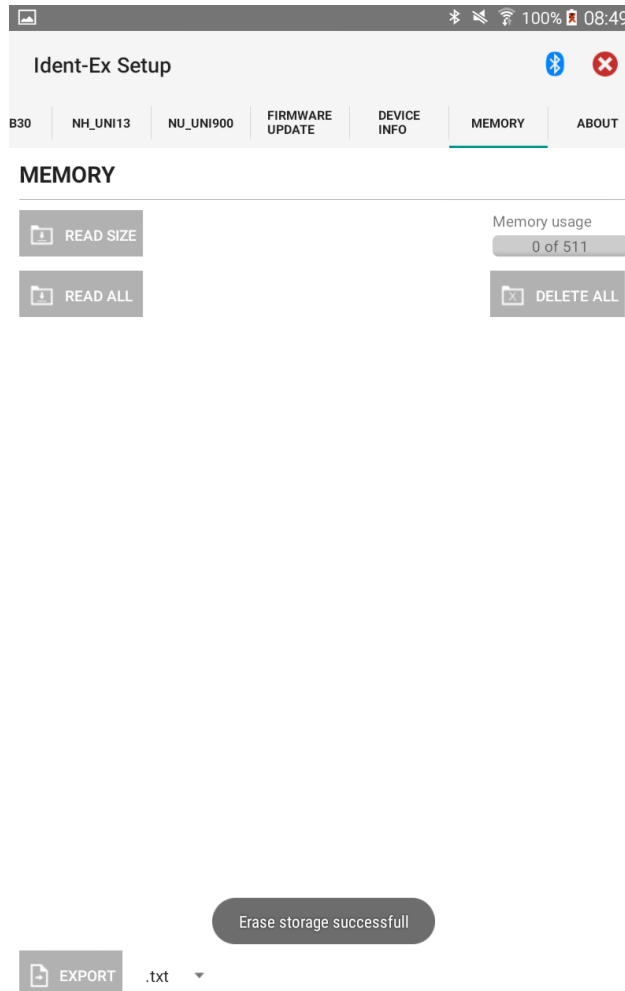 100% 08:49
Ident-Ex Setup
B30 NH_UNI13 NU_UNI900 FIRMWARE UPDATE DEVICE INFO MEMORY ABOUT
MEMORY
READ SIZE
Memory usage
0 of 511
READ ALL
DELETE ALL
Erase storage successfull
EXPORT .txt